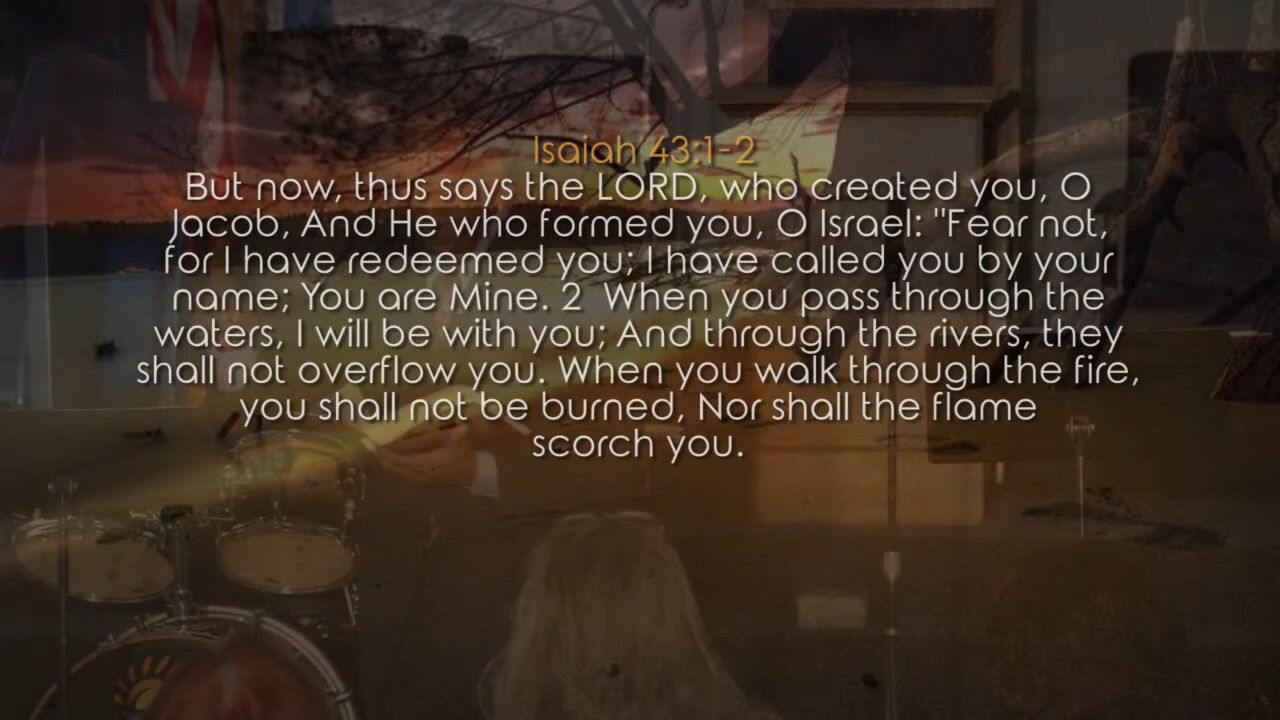 Isaiah 43:1-2
But now, thus says the LORD, who created you, O
Jacob, And He who formed you, O Israel: "Fear not,
for I have redeemed you; I have called you by your
name; You are Mine. 2  When you pass through the
waters, I will be with you; And through the rivers, they
shall not overflow you. When you walk through the fire,
you shall not be burned, Nor shall the flame
scorch you.